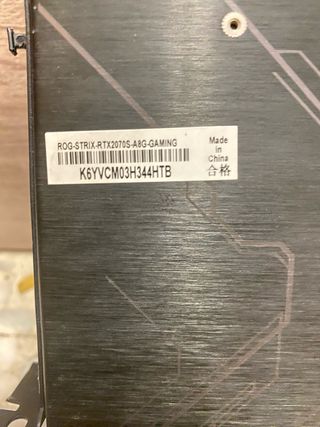 ROG-STRIX-RTX2070S-A8G-GAMING
K6YVCM03H344HTB
Made
in
China
合格